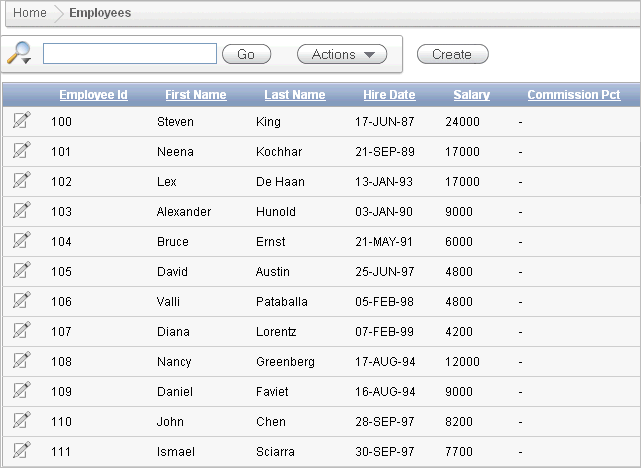 Home Employees
Go Actions Create
Employee Id First Name Last Name Hire Date Salary Commission Pct
100 Steven King 17-JUN-87 24000 -
101 Neena Kochhar 21-SEP-89 17000 -
102 Lex De Haan 13-JAN-93 17000 -
103 Alexander Hunold 03-JAN-90 9000 -
104 Bruce Ernst 21-MAY-91 6000 -
105 David Austin 25-JUN-97 4800 -
106 Valli Pataballa 05-FEB-98 4800 -
107 Diana Lorentz 07-FEB-99 4200 -
108 Nancy Greenberg 17-AUG-94 12000 -
109 Daniel Faviet 16-AUG-94 9000 -
110 John Chen 28-SEP-97 8200 -
111 Ismael Sciarra 30-SEP-97 7700 -